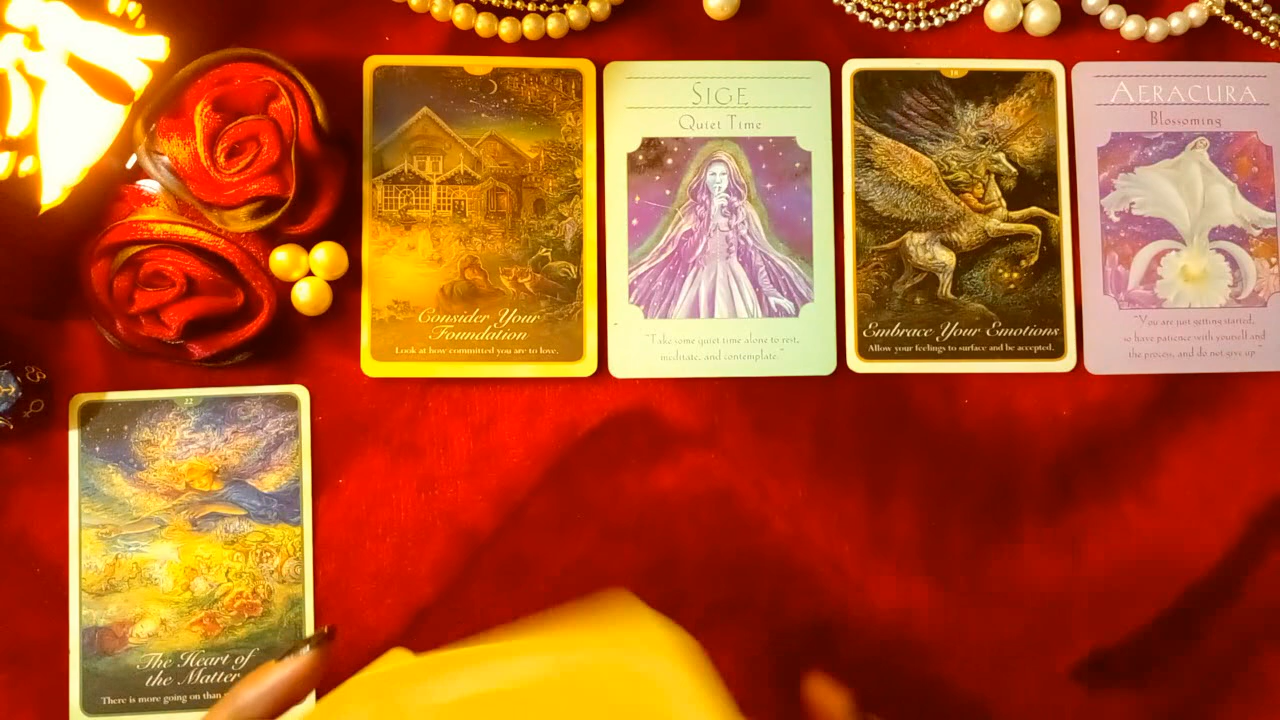 Consider Your
Foundation
Look at how committed you are to love.
SIGE
Quiet Time
"Take some quiet time alone to rest,
meditate, and contemplate."
18
Embrace Your Emotions
Allow your feelings to surface and be accepted.
AERACURA
Blossoming
"You are just getting started,
so have patience with yourself and
the process, and do not give up
22
The Heart of
the Matter
There is more going on than